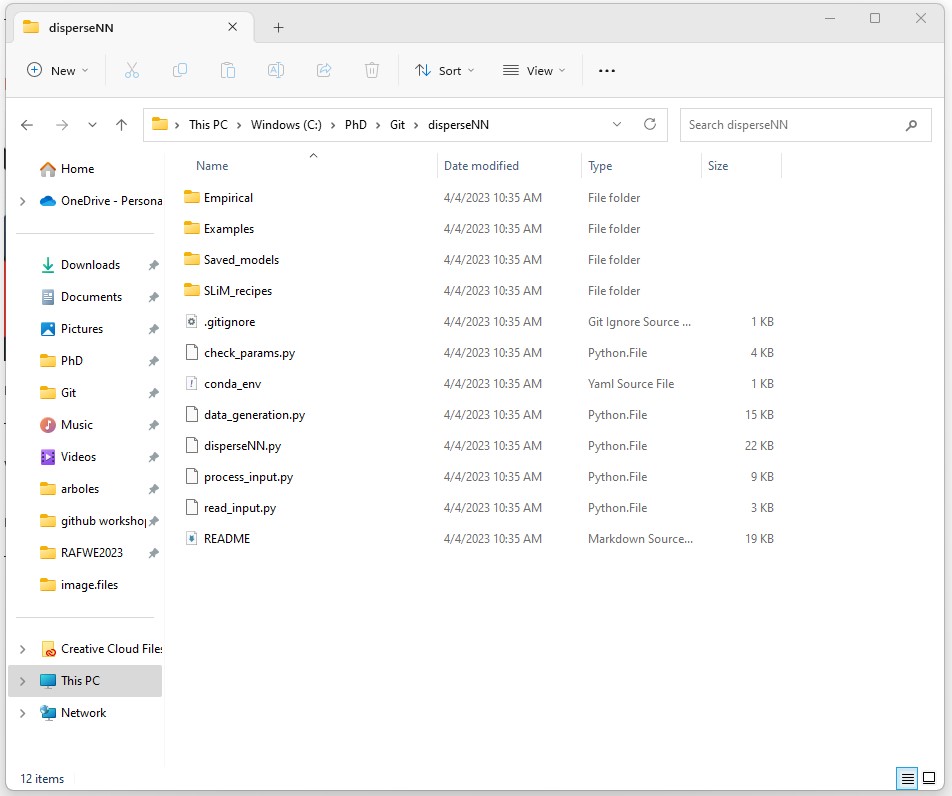 disperseNN
New
Sort
View
This PC > Windows (C:) > PhD > Git > disperseNN
Search disperseNN
Home
OneDrive - Persona
Downloads
Documents
Pictures
PhD
Git
Music
Videos
arboles
github workshop
RAFWE2023
image.files
Creative Cloud Files
This PC
Network
Name Date modified Type Size
Empirical 4/4/2023 10:35 AM File folder
Examples 4/4/2023 10:35 AM File folder
Saved_models 4/4/2023 10:35 AM File folder
SLiM_recipes 4/4/2023 10:35 AM File folder
.gitignore 4/4/2023 10:35 AM Git Ignore Source ... 1 KB
check_params.py 4/4/2023 10:35 AM Python.File 4 KB
conda_env 4/4/2023 10:35 AM Yaml Source File 1 KB
data_generation.py 4/4/2023 10:35 AM Python.File 15 KB
disperseNN.py 4/4/2023 10:35 AM Python.File 22 KB
process_input.py 4/4/2023 10:35 AM Python.File 9 KB
read_input.py 4/4/2023 10:35 AM Python.File 3 KB
README 4/4/2023 10:35 AM Markdown Source... 19 KB
12 items